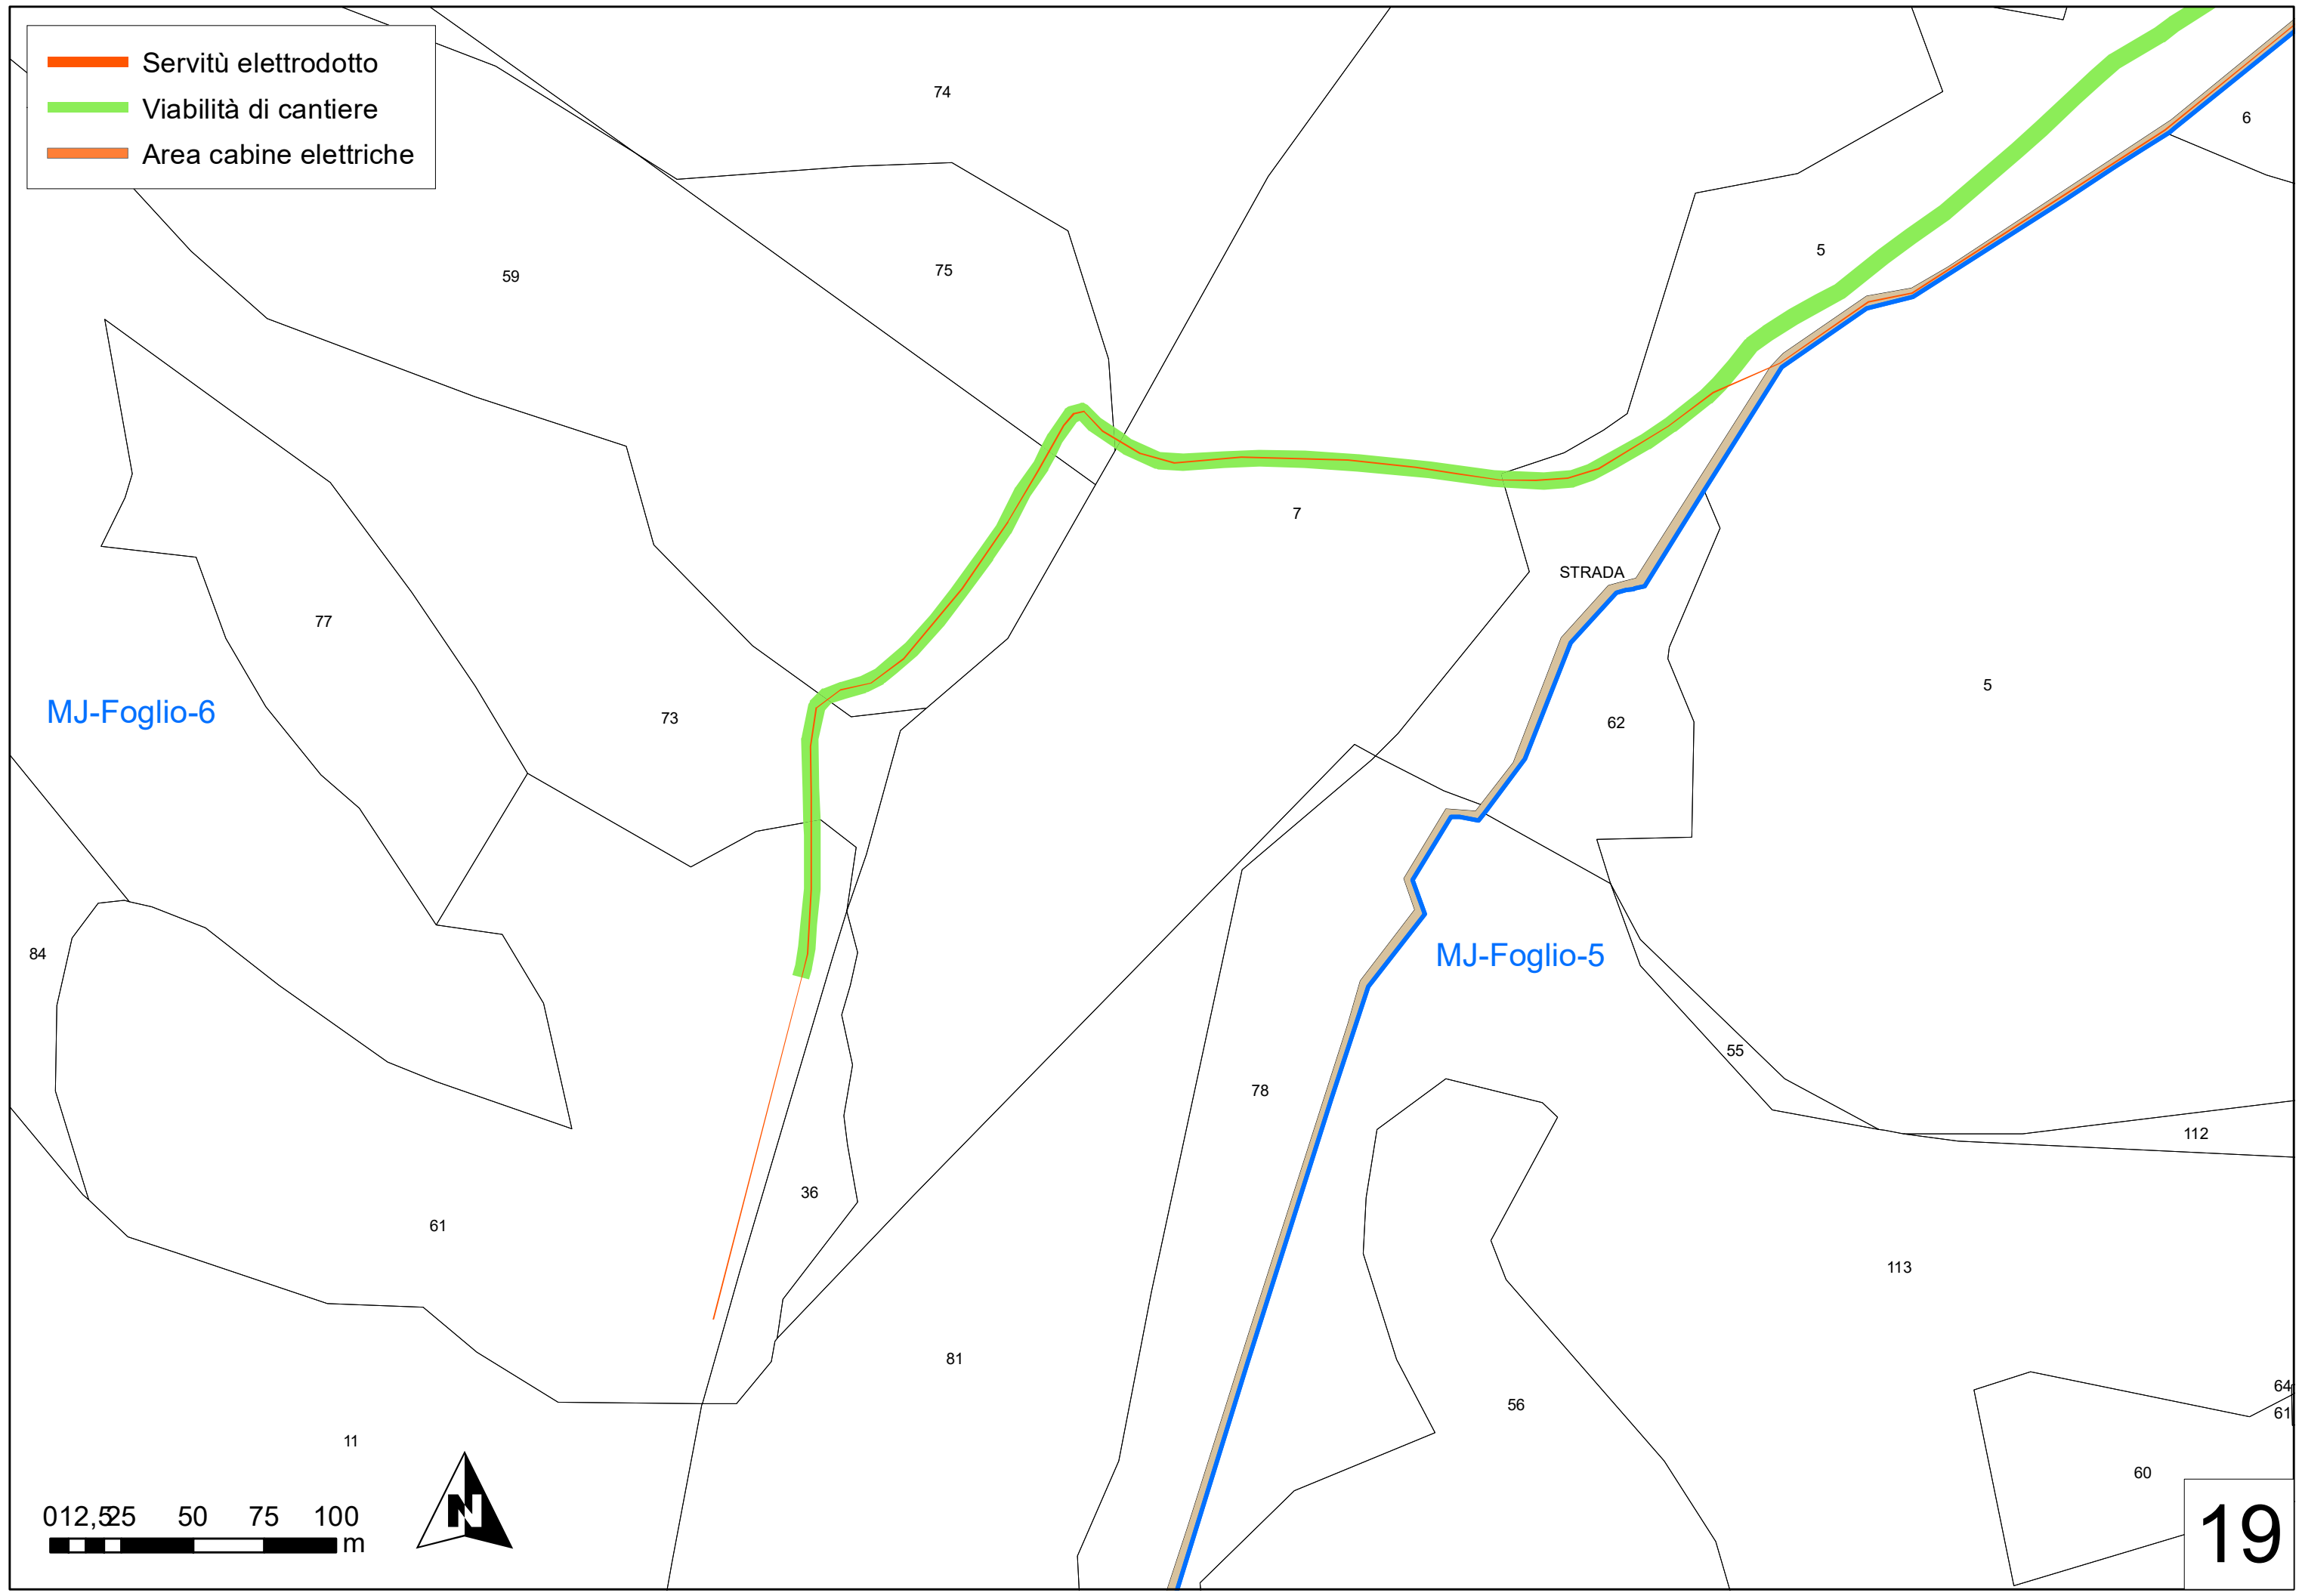 Servitù elettrodotto
Viabilità di cantiere
Area cabine elettriche
74
6
5
59
75
7
STRADA
77
MJ-Foglio-6
73
5
62
84
MJ-Foglio-5
55
78
112
36
61
113
81
64
56
61
11
60
0 12,5 25 50 75 100
m
N
19